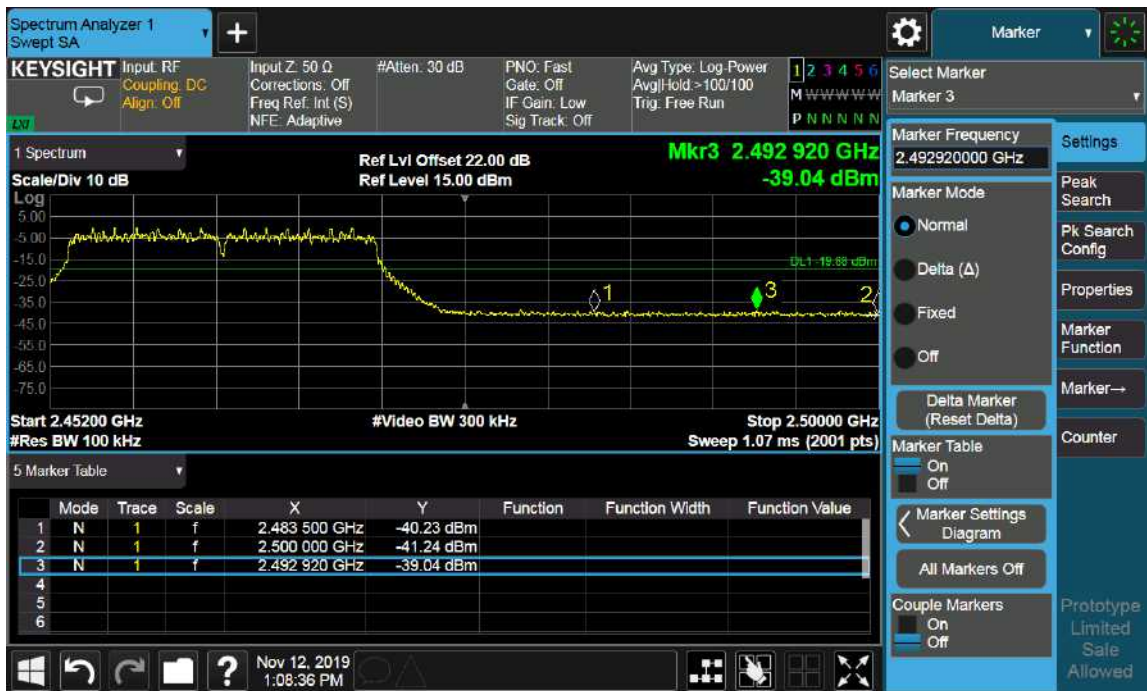 Spectrum Analyzer 1
Swept SA
Marker
KEYSIGHT
LXI
Input: RF
Coupling: DC
Align: Off
Input Z: 50 Ω
Corrections: Off
Freq Ref: Int (S)
NFE: Adaptive
#Atten: 30 dB
PNO: Fast
Gate: Off
IF Gain: Low
Sig Track: Off
Avg Type: Log-Power
Avg|Hold:>100/100
Trig: Free Run
1 2 3 4 5 6
M W W W W W
P N N N N N
Select Marker
Marker 3
1 Spectrum
Scale/Div 10 dB
Ref Lvl Offset 22.00 dB
Ref Level 15.00 dBm
Mkr3 2.492 920 GHz
-39.04 dBm
Log
5.00
-5.00
-15.0
-25.0
-35.0
-45.0
-55.0
-65.0
-75.0
DL1 -19.68 dBm
1
3
2
Start 2.45200 GHz
#Video BW 300 kHz
Stop 2.50000 GHz
#Res BW 100 kHz
Sweep 1.07 ms (2001 pts)
5 Marker Table
Mode Trace Scale X Y Function Function Width Function Value
1 N 1 f 2.483 500 GHz -40.23 dBm
2 N 1 f 2.500 000 GHz -41.24 dBm
3 N 1 f 2.492 920 GHz -39.04 dBm
4
5
6
Nov 12, 2019
1:08:36 PM
Marker Frequency
2.492920000 GHz
Marker Mode
Normal
Delta (Δ)
Fixed
Off
Delta Marker
(Reset Delta)
Marker Table
On
Off
Marker Settings
Diagram
All Markers Off
Couple Markers
On
Off
Settings
Peak
Search
Pk Search
Config
Properties
Marker
Function
Marker→
Counter
Prototype
Limited
Sale
Allowed